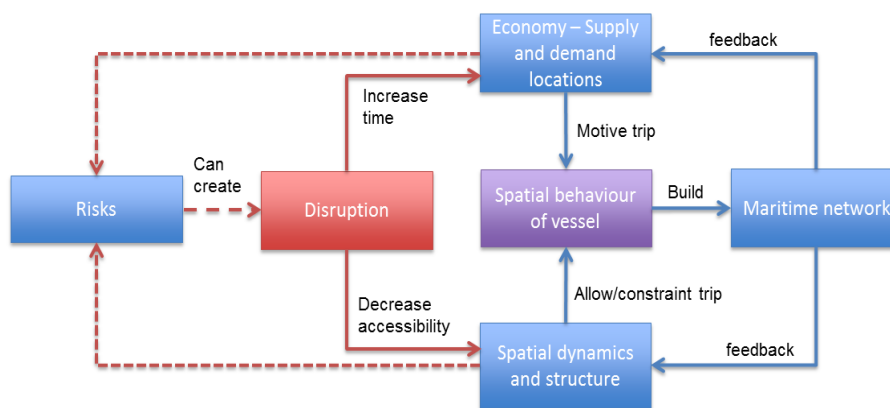 Economy – Supply
and demand
locations
feedback
Increase
time
Motive trip
Can
create
Risks
Disruption
Spatial behaviour
of vessel
Build
Maritime network
Decrease
accessibility
Allow/constraint trip
Spatial dynamics
and structure
feedback